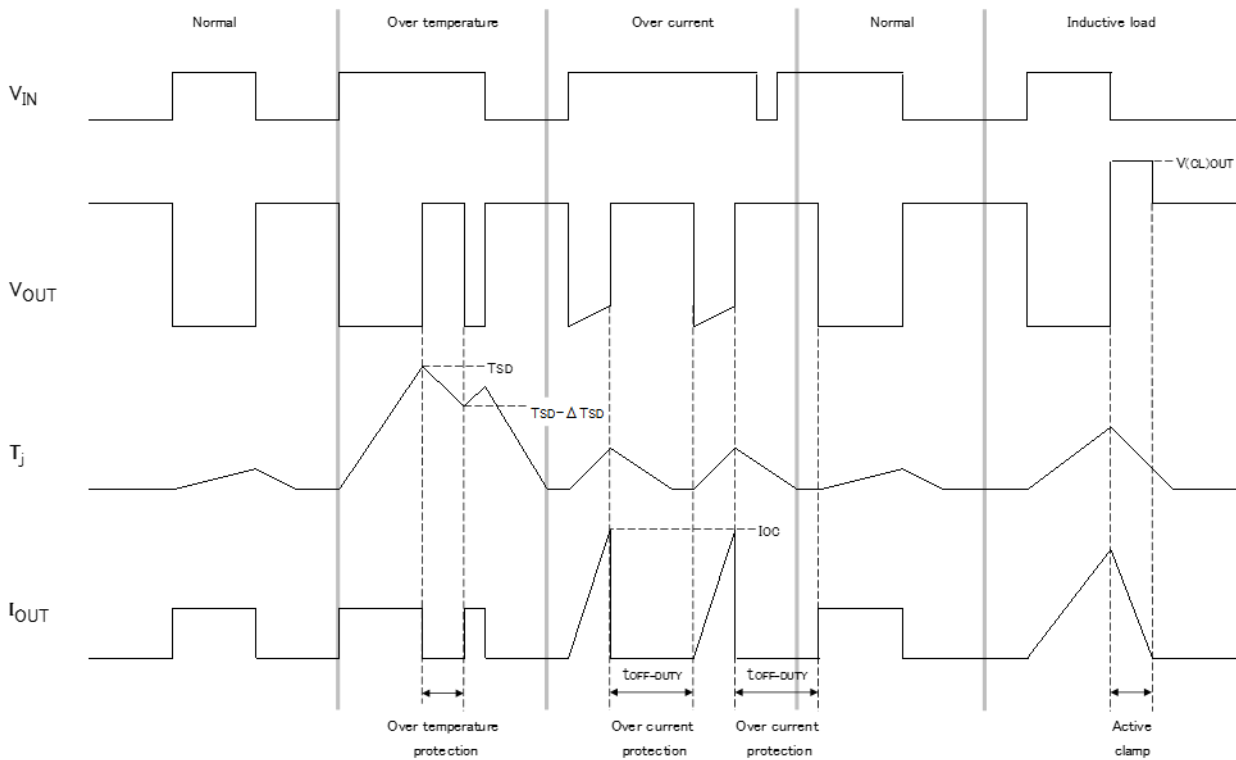 Normal
Over temperature
Over current
Normal
Inductive load
VIN
V(CL)OUT
VOUT
TSD
TSD-ΔTSD
Tj
IOC
IOUT
tOFF-DUTY
tOFF-DUTY
Over temperature
protection
Over current
protection
Over current
protection
Active
clamp